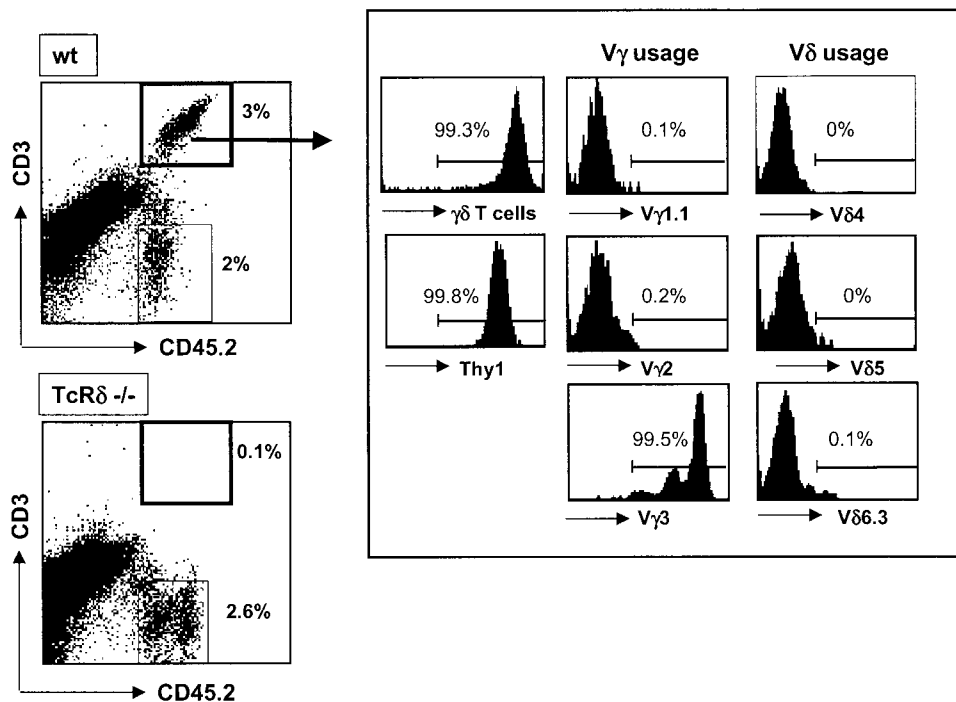 wt
CD3
3%
2%
CD45.2
TcRδ -/-
CD3
0.1%
2.6%
CD45.2
Vγ usage
Vδ usage
99.3%
0.1%
0%
γδ T cells
Vγ1.1
Vδ4
99.8%
0.2%
0%
Thy1
Vγ2
Vδ5
99.5%
0.1%
Vγ3
Vδ6.3